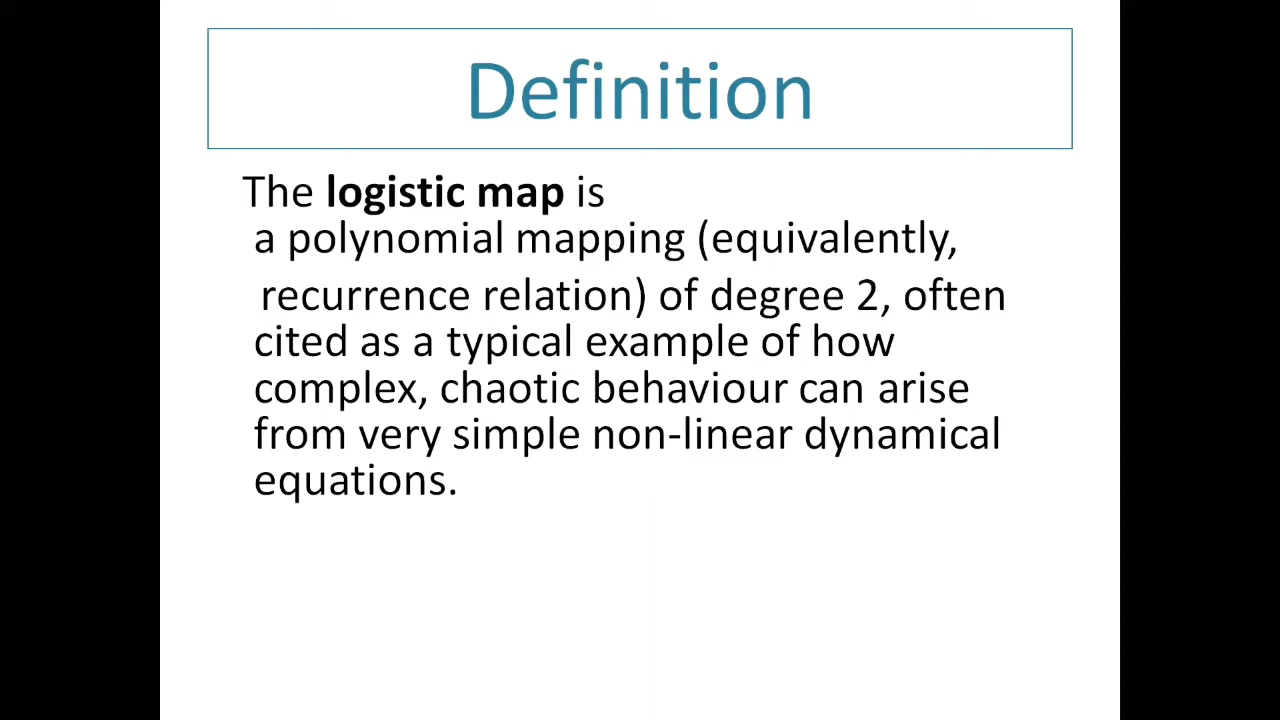 Definition
The logistic map is
a polynomial mapping (equivalently,
recurrence relation) of degree 2, often
cited as a typical example of how
complex, chaotic behaviour can arise
from very simple non-linear dynamical
equations.